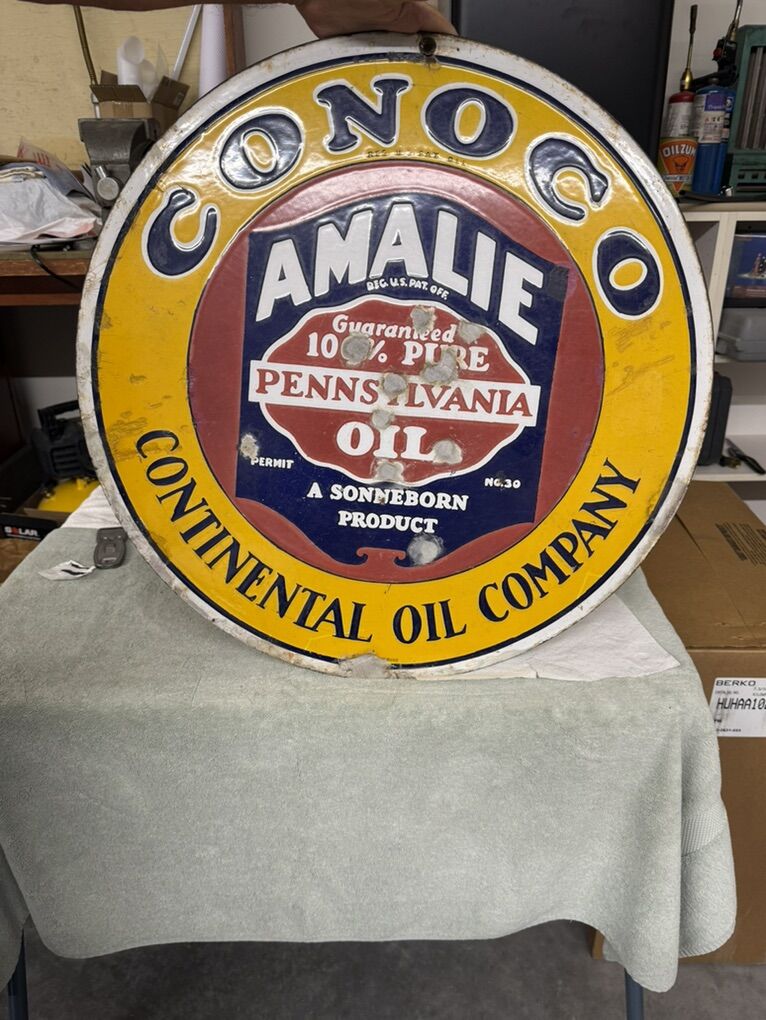 CONOCO
REG. U.S. PAT. OFF.
AMALIE
REG. U.S. PAT. OFF.
Guaranteed
100% PURE
PENNSYLVANIA
OIL
PERMIT
NO.30
A SONNEBORN
PRODUCT
CONTINENTAL OIL COMPANY
OILZUM
SOLAR
BERKO